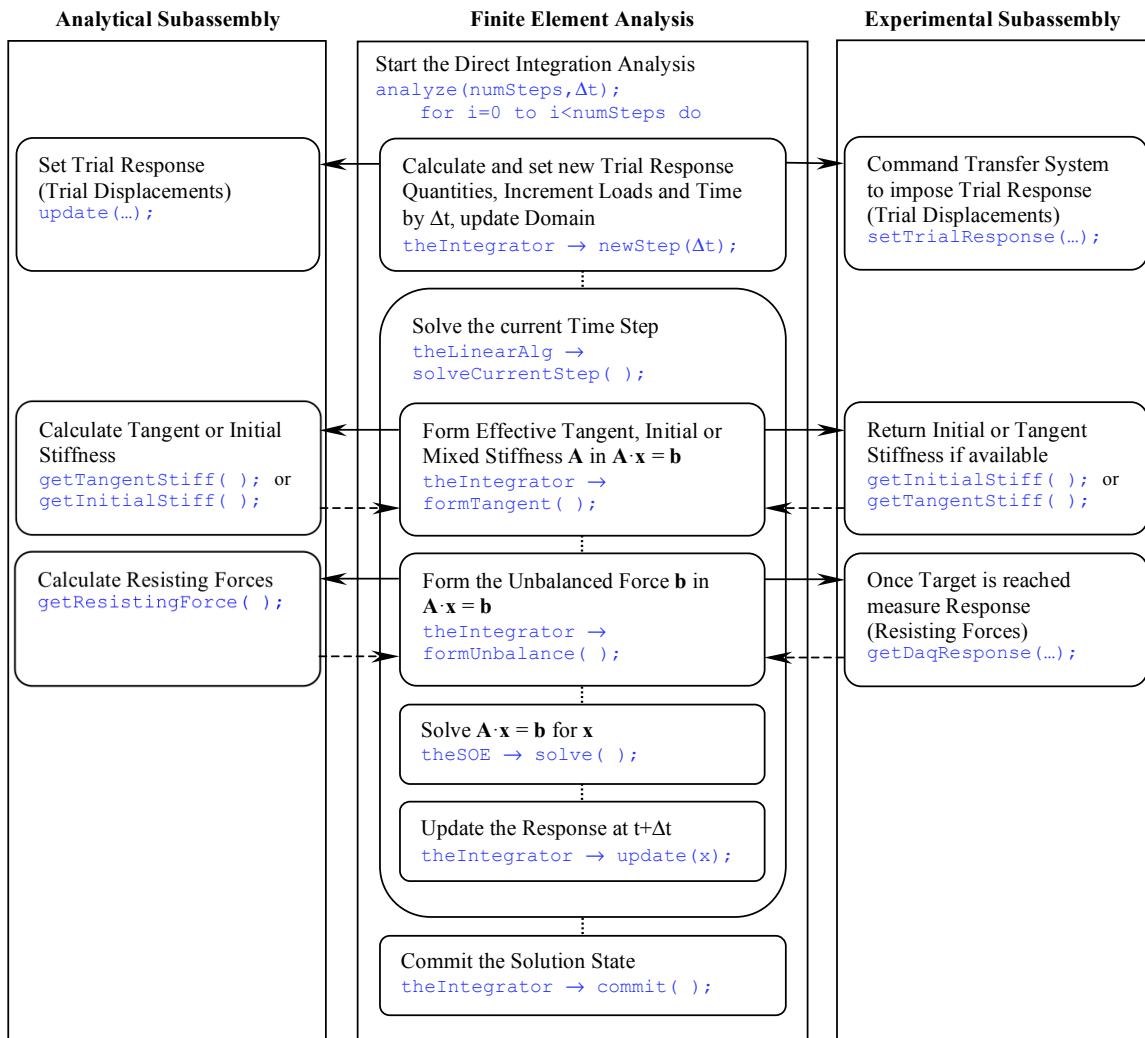 Analytical Subassembly
Finite Element Analysis
Experimental Subassembly
Start the Direct Integration Analysis
analyze(numSteps,Δt);
for i=0 to i<numSteps do
Set Trial Response
(Trial Displacements)
update(…);
Calculate and set new Trial Response
Quantities, Increment Loads and Time
by Δt, update Domain
theIntegrator → newStep(Δt);
Command Transfer System
to impose Trial Response
(Trial Displacements)
setTrialResponse(…);
Solve the current Time Step
theLinearAlg →
solveCurrentStep( );
Calculate Tangent or Initial
Stiffness
getTangentStiff( ); or
getInitialStiff( );
Form Effective Tangent, Initial or
Mixed Stiffness A in A·x = b
theIntegrator →
formTangent( );
Return Initial or Tangent
Stiffness if available
getInitialStiff( ); or
getTangentStiff( );
Calculate Resisting Forces
getResistingForce( );
Form the Unbalanced Force b in
A·x = b
theIntegrator →
formUnbalance( );
Once Target is reached
measure Response
(Resisting Forces)
getDaqResponse(…);
Solve A·x = b for x
theSOE → solve( );
Update the Response at t+Δt
theIntegrator → update(x);
Commit the Solution State
theIntegrator → commit( );